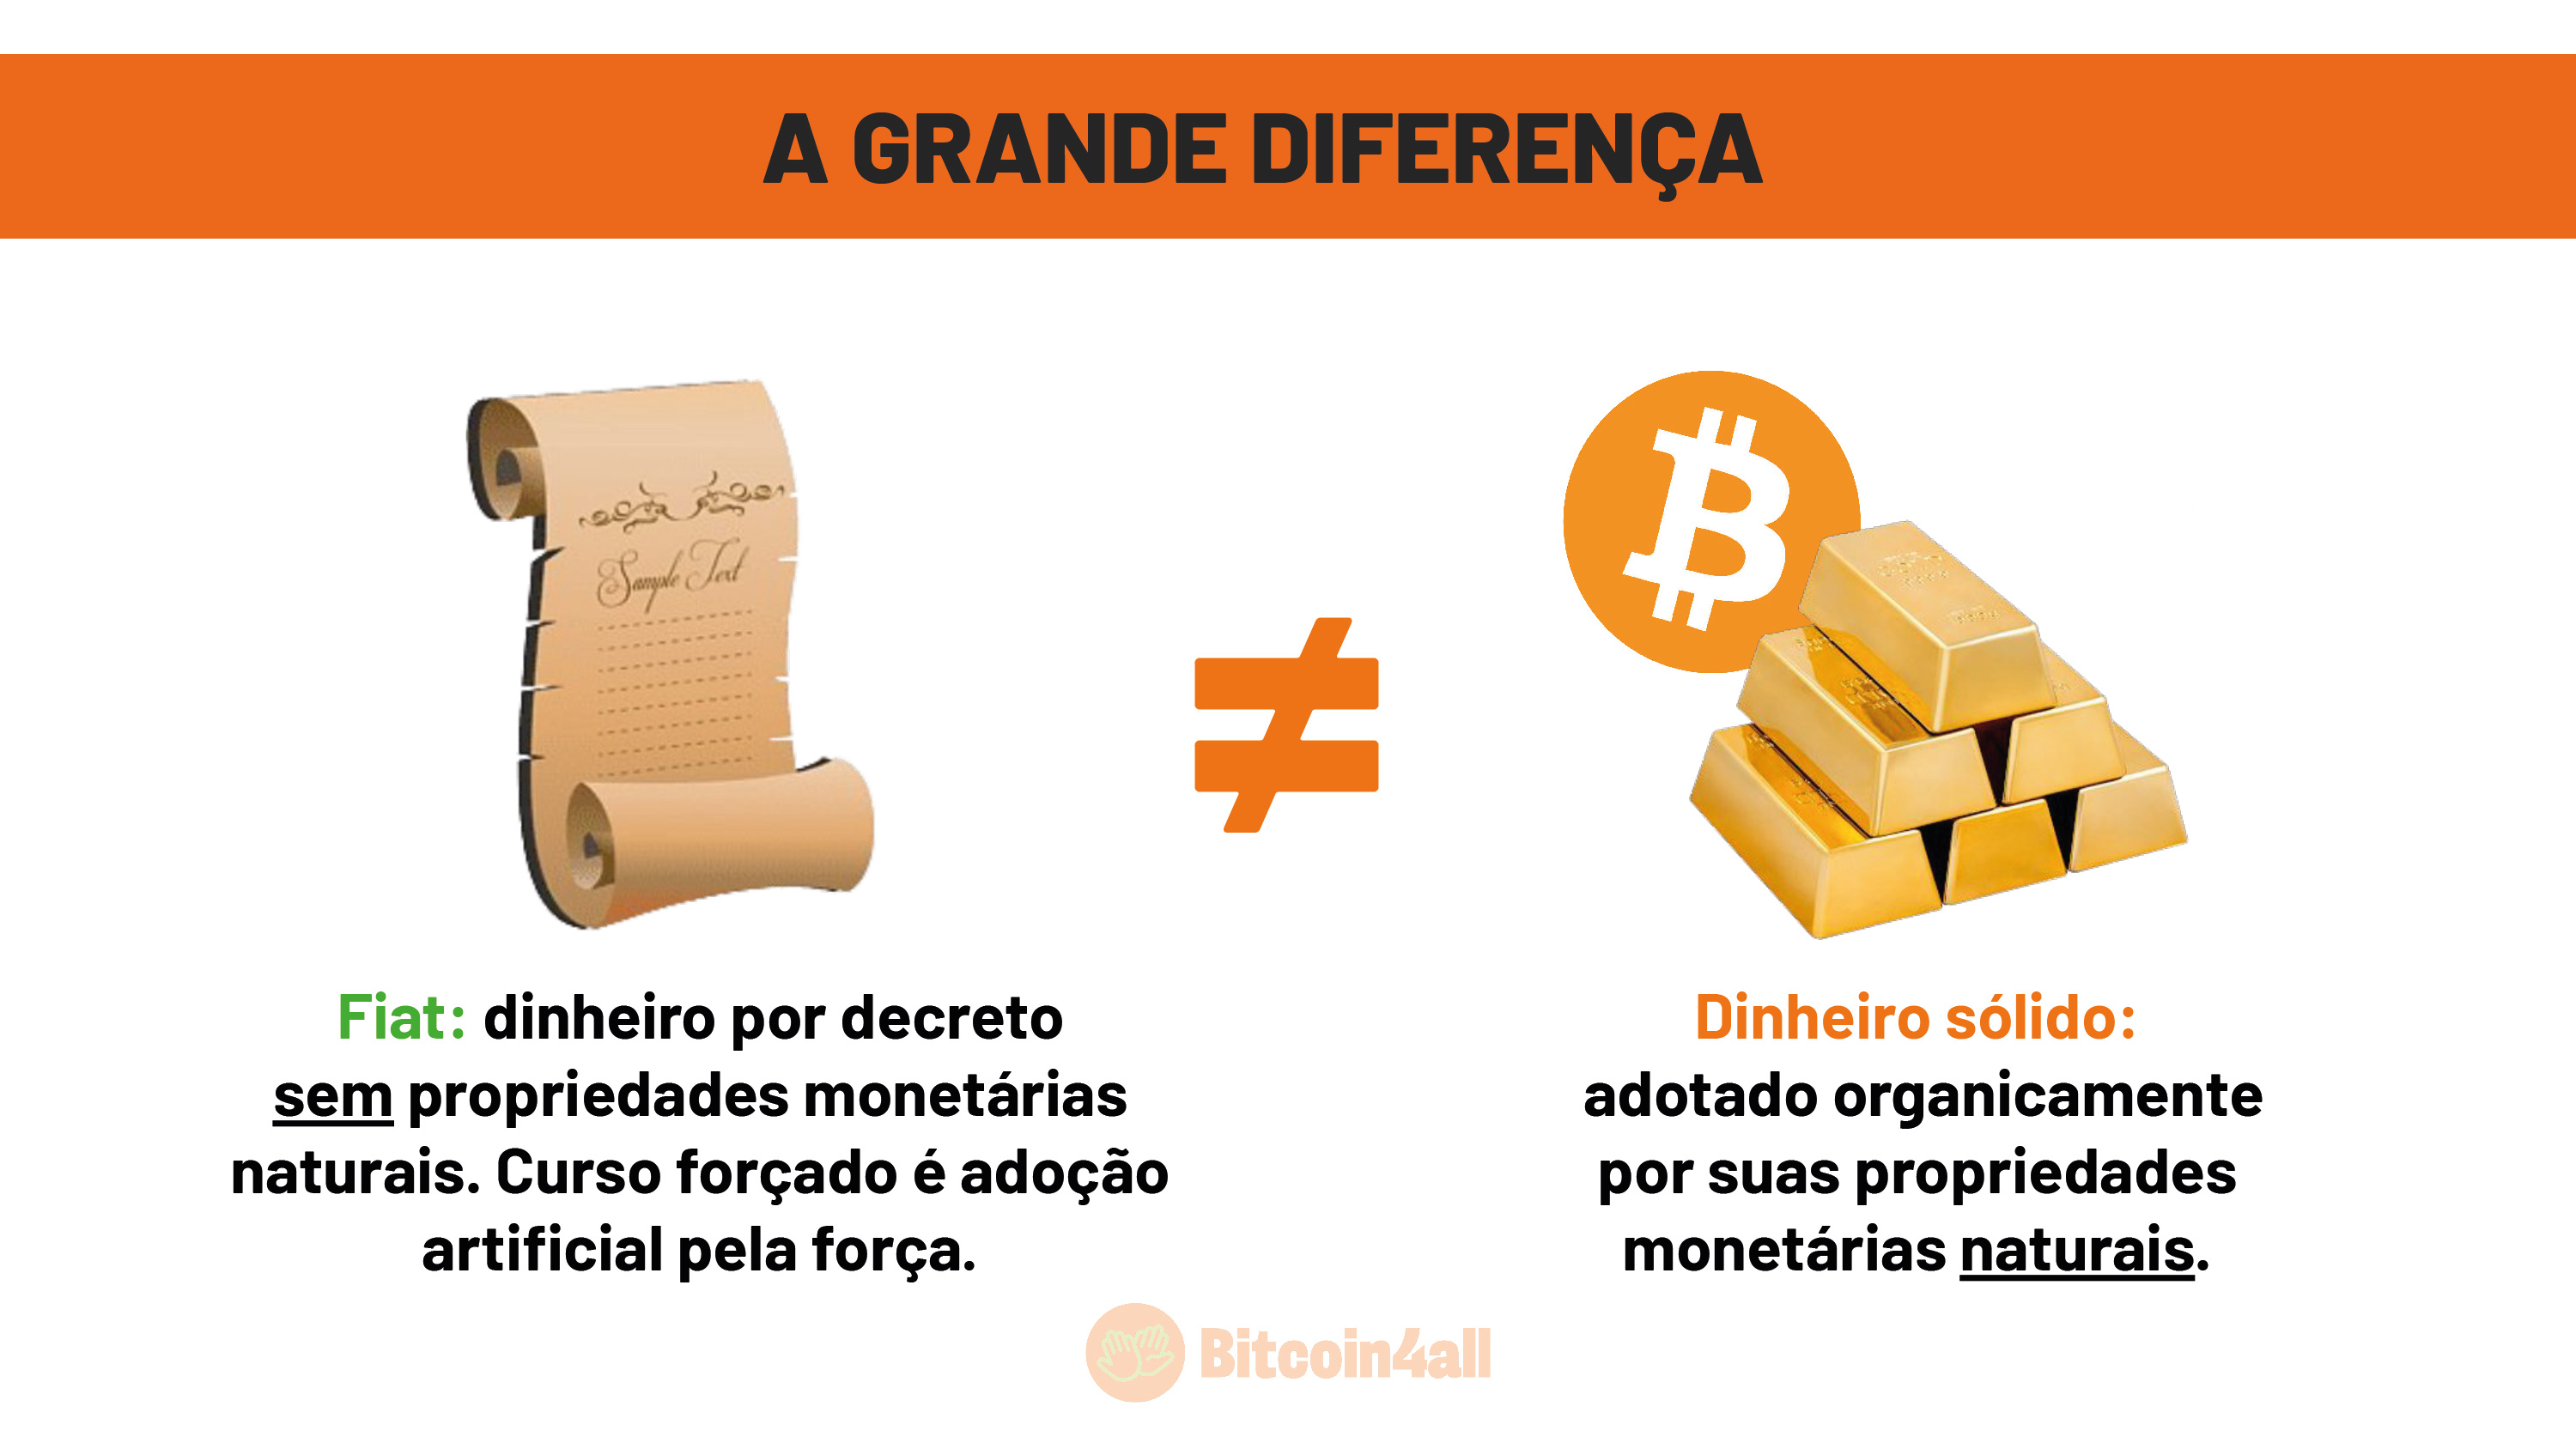 A GRANDE DIFERENÇA
Sample Text
Fiat: dinheiro por decreto
sem propriedades monetárias
naturais. Curso forçado é adoção
artificial pela força.
Dinheiro sólido:
adotado organicamente
por suas propriedades
monetárias naturais.
Bitcoin4all